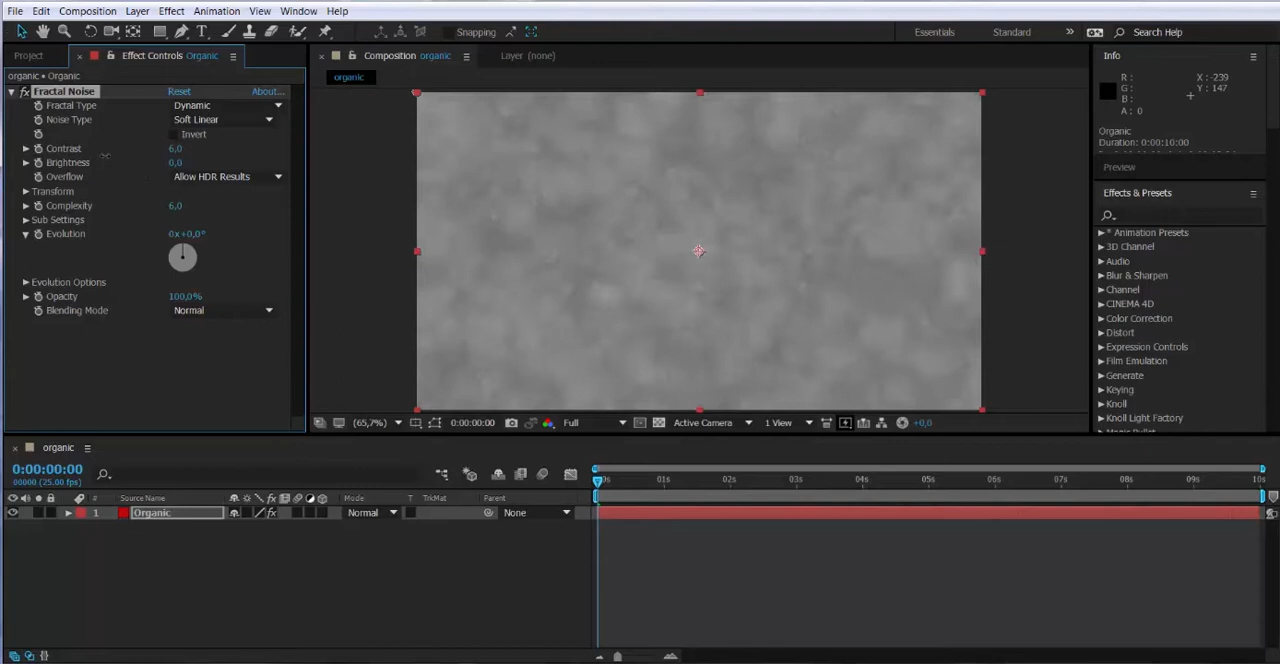 File Edit Composition Layer Effect Animation View Window Help
Snapping Essentials Standard » Search Help
Project × Effect Controls Organic
organic • Organic
fx Fractal Noise Reset About...
Fractal Type Dynamic
Noise Type Soft Linear
Invert
Contrast 6,0
Brightness 0,0
Overflow Allow HDR Results
Transform
Complexity 6,0
Sub Settings
Evolution 0x+0,0°
Evolution Options
Opacity 100,0%
Blending Mode Normal
× Composition organic Layer (none)
organic
(65,7%) 0:00:00:00 Full Active Camera 1 View +0,0
Info
R : X : -239
G : Y : 147
B :
A : 0
Organic
Duration: 0:00:10:00
Preview
Effects & Presets
* Animation Presets
3D Channel
Audio
Blur & Sharpen
Channel
CINEMA 4D
Color Correction
Distort
Expression Controls
Film Emulation
Generate
Keying
Knoll
Knoll Light Factory
× organic
0:00:00:00
00000 (25.00 fps)
# Source Name fx Mode T TrkMat Parent
1 Organic fx Normal None
01s 02s 03s 04s 05s 06s 07s 08s 09s 10s